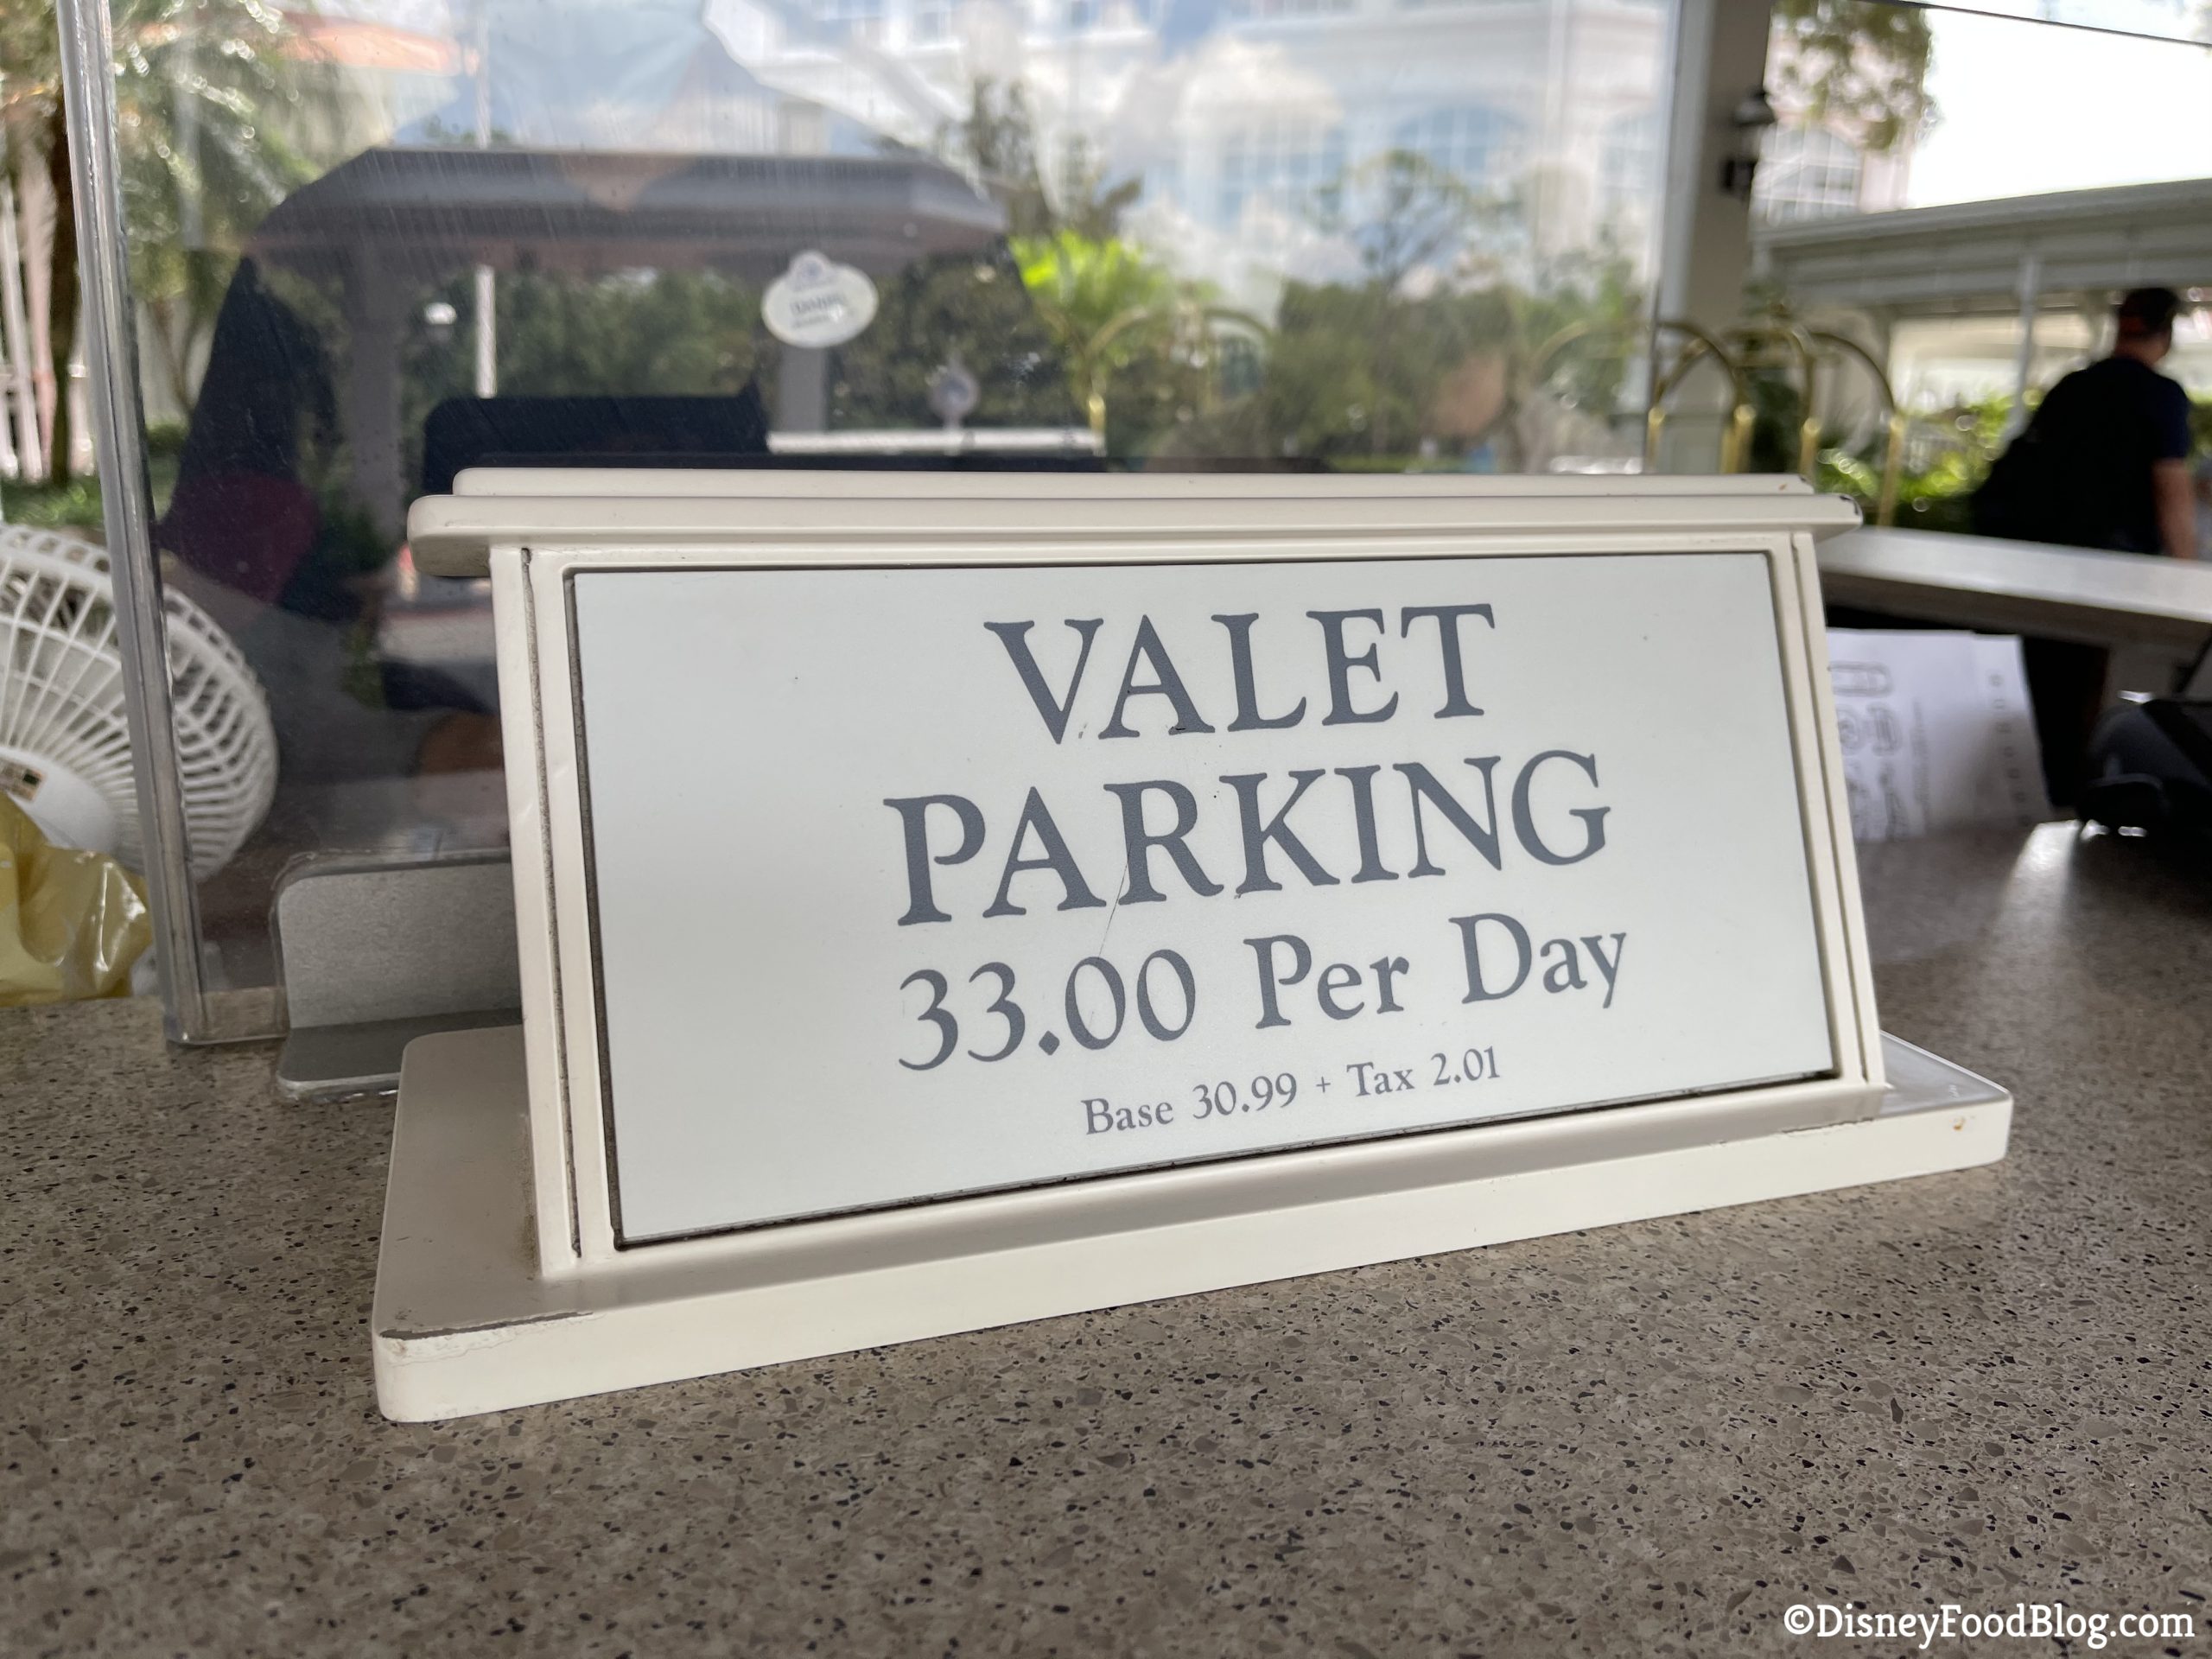 VALET
PARKING
33.00 Per Day
Base 30.99 + Tax 2.01
©DisneyFoodBlog.com